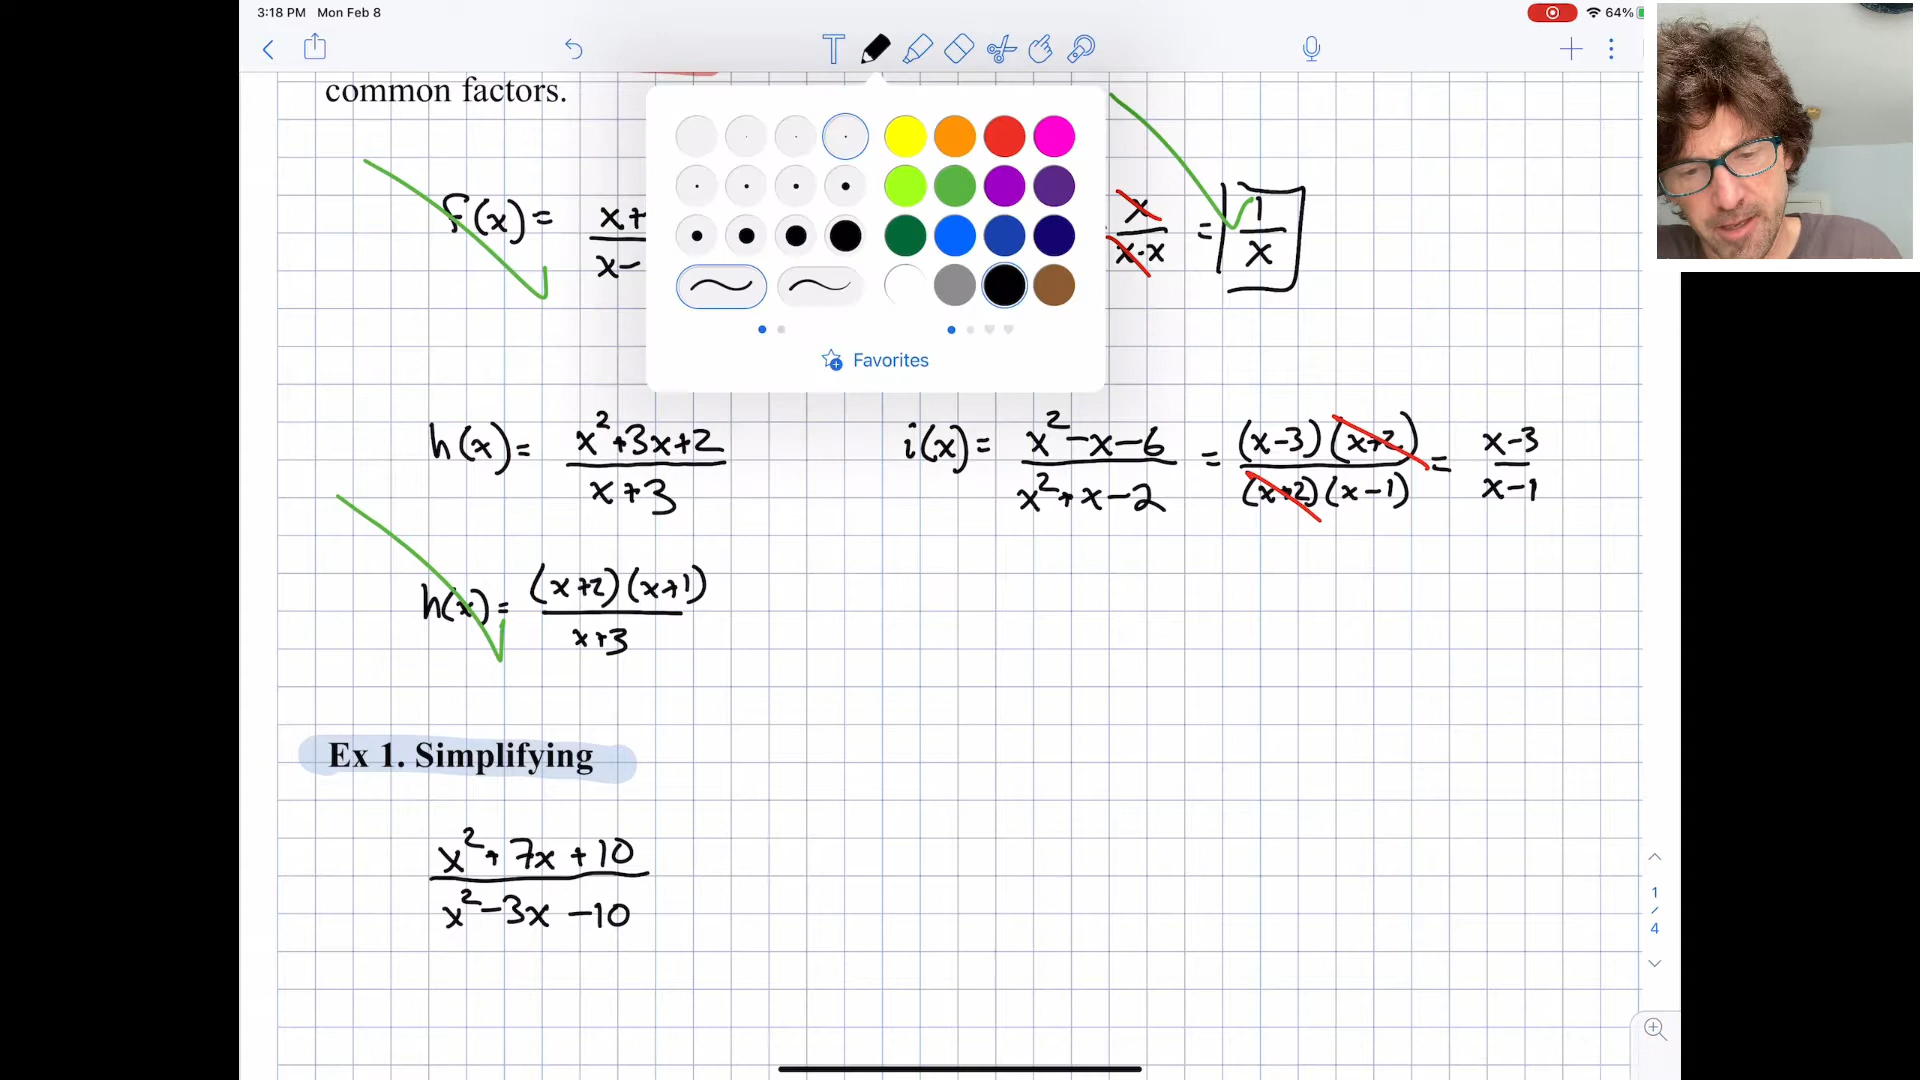 3:18 PM Mon Feb 8
64%
common factors.
f(x) = x+ / x-
x / x·x = 1 / x
Favorites
h(x) = x²+3x+2 / x+3
i(x) = x²-x-6 / x²+x-2 = (x-3)(x+2) / (x+2)(x-1) = x-3 / x-1
h(x) = (x+2)(x+1) / x+3
Ex 1. Simplifying
x²+7x+10 / x²-3x-10
1 / 4